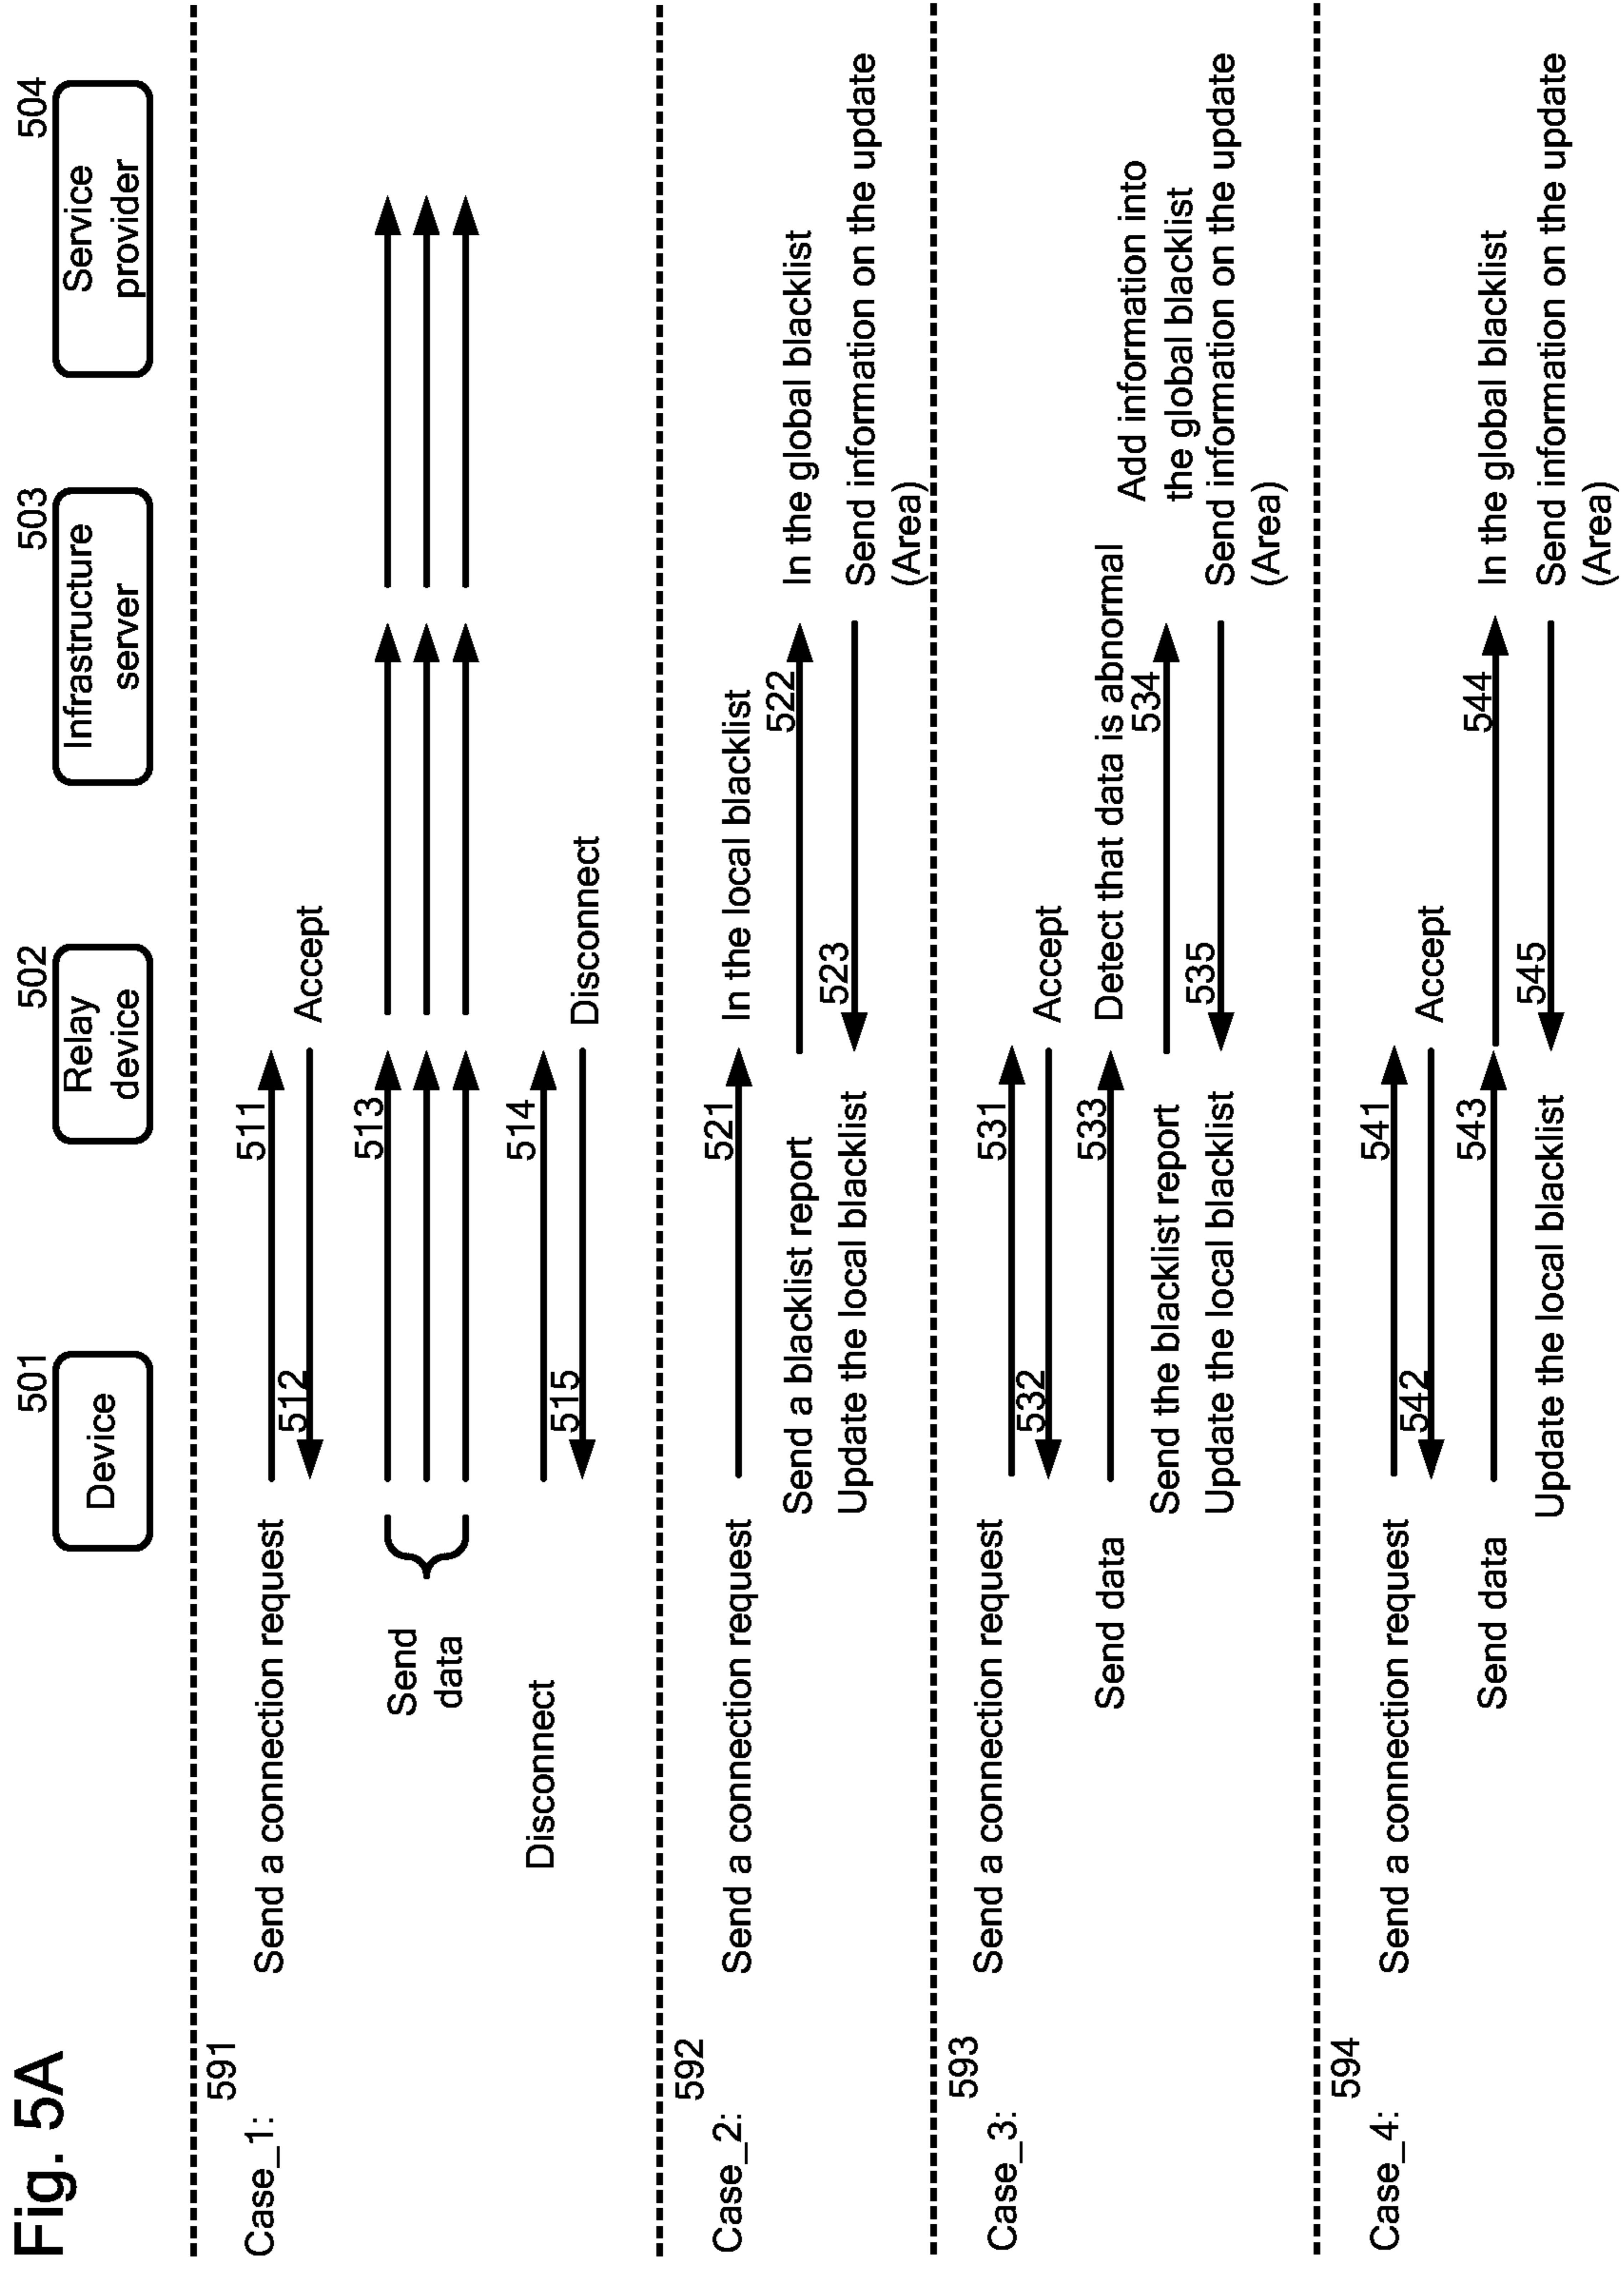 Fig. 5A
501
Device
502
Relay
device
503
Infrastructure
server
504
Service
provider
591
Case_1:
Send a connection request
511
512
Accept
Send
data
513
Disconnect
514
515
Disconnect
592
Case_2:
Send a connection request
521
In the local blacklist
Send a blacklist report
522
In the global blacklist
Update the local blacklist
523
Send information on the update
(Area)
593
Case_3:
Send a connection request
531
532
Accept
Send data
533
Detect that data is abnormal
Send the blacklist report
534
Add information into
the global blacklist
Update the local blacklist
535
Send information on the update
(Area)
594
Case_4:
Send a connection request
541
542
Accept
Send data
543
544
In the global blacklist
Update the local blacklist
545
Send information on the update
(Area)